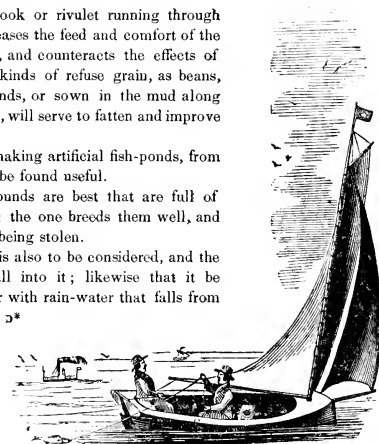 ook or rivulet running through
eases the feed and comfort of the
, and counteracts the effects of
kinds of refuse grain, as beans,
nds, or sown in the mud along
, will serve to fatten and improve
naking artificial fish-ponds, from
be found useful.
ounds are best that are full of
the one breeds them well, and
being stolen.
is also to be considered, and the
ll into it; likewise that it be
r with rain-water that falls from
D*